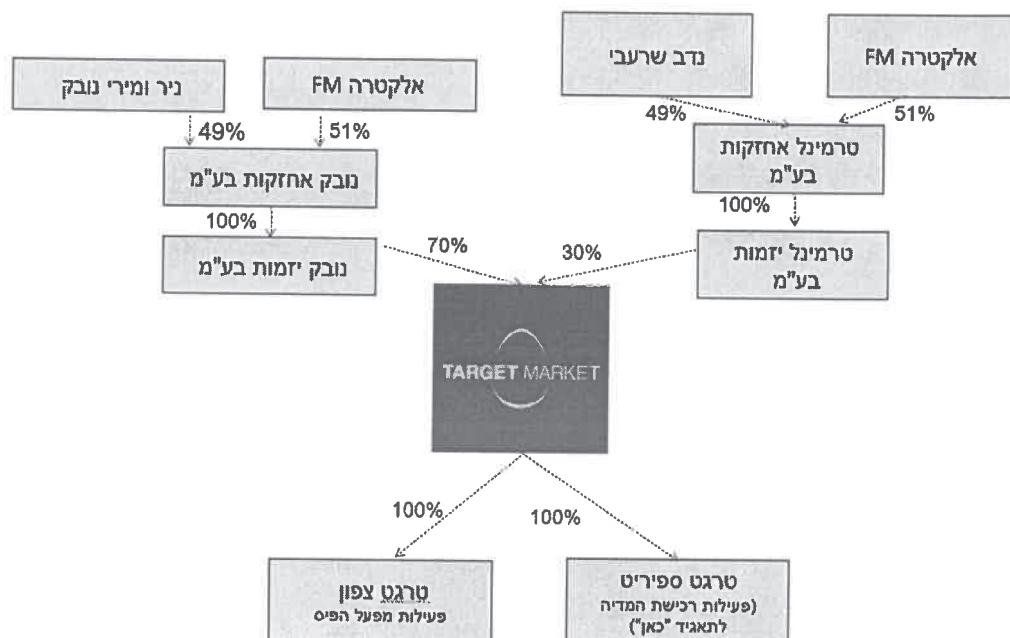 נדב שרעבי
אלקטרה FM
ניר ומירי נובק
אלקטרה FM
49%
51%
49%
51%
טרמינל אחזקות
בע"מ
נובק אחזקות בע"מ
100%
100%
70%
30%
נובק יזמות בע"מ
טרמינל יזמות
בע"מ
TARGET MARKET
100%
100%
טרגט צפון
פעילות מפעל הפיס
טרגט ספיריט
(פעילות רכישת המדיה
לתאגיד "כאן")